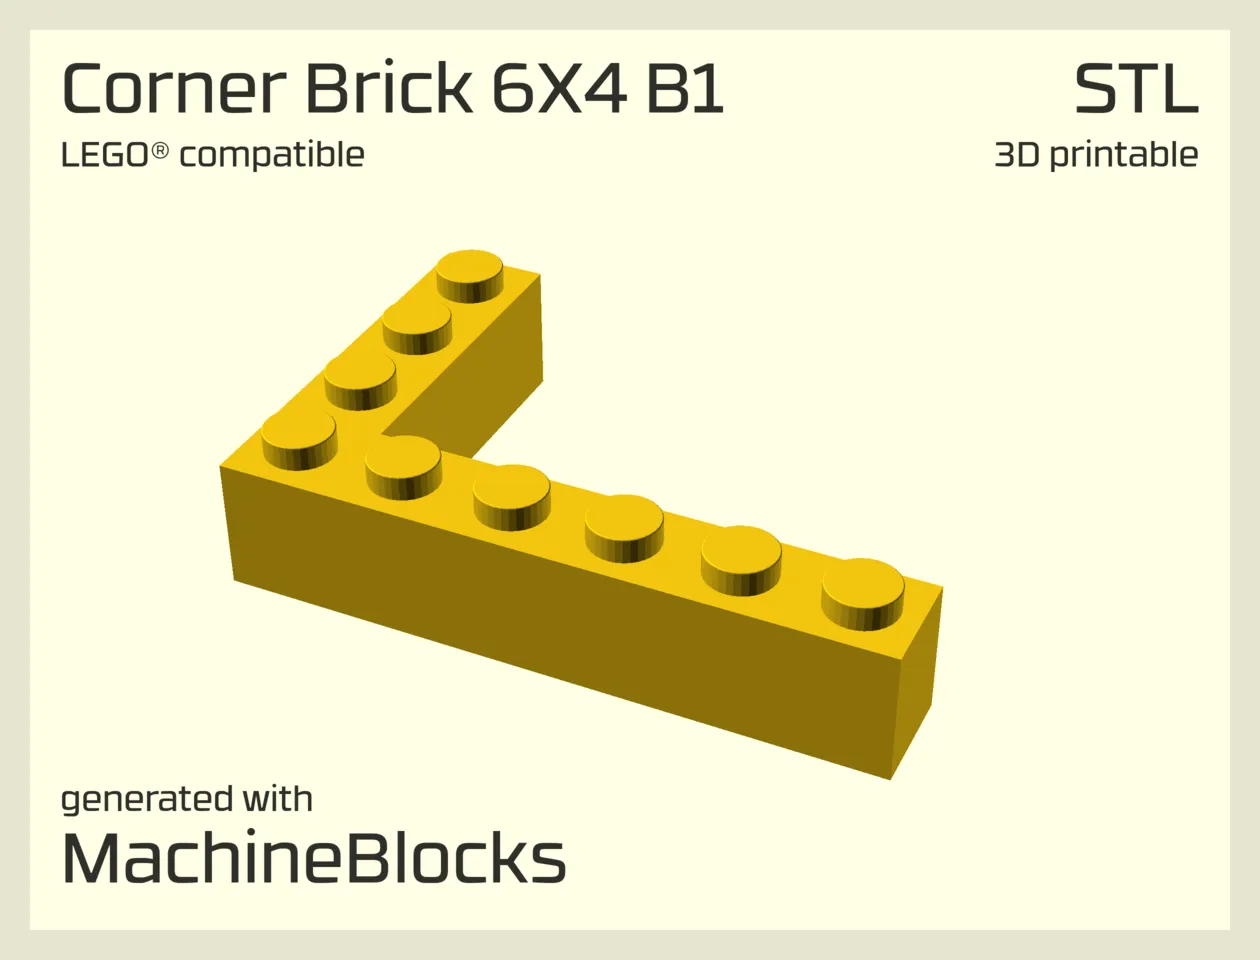 Corner Brick 6X4 B1
STL
LEGO® compatible
3D printable
generated with
MachineBlocks